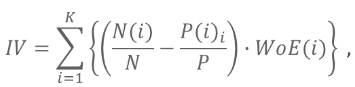 IV = \sum_{i=1}^{K} \left\{ \left( \frac{N(i)}{N} - \frac{P(i)_i}{P} \right) \cdot WoE(i) \right\} ,